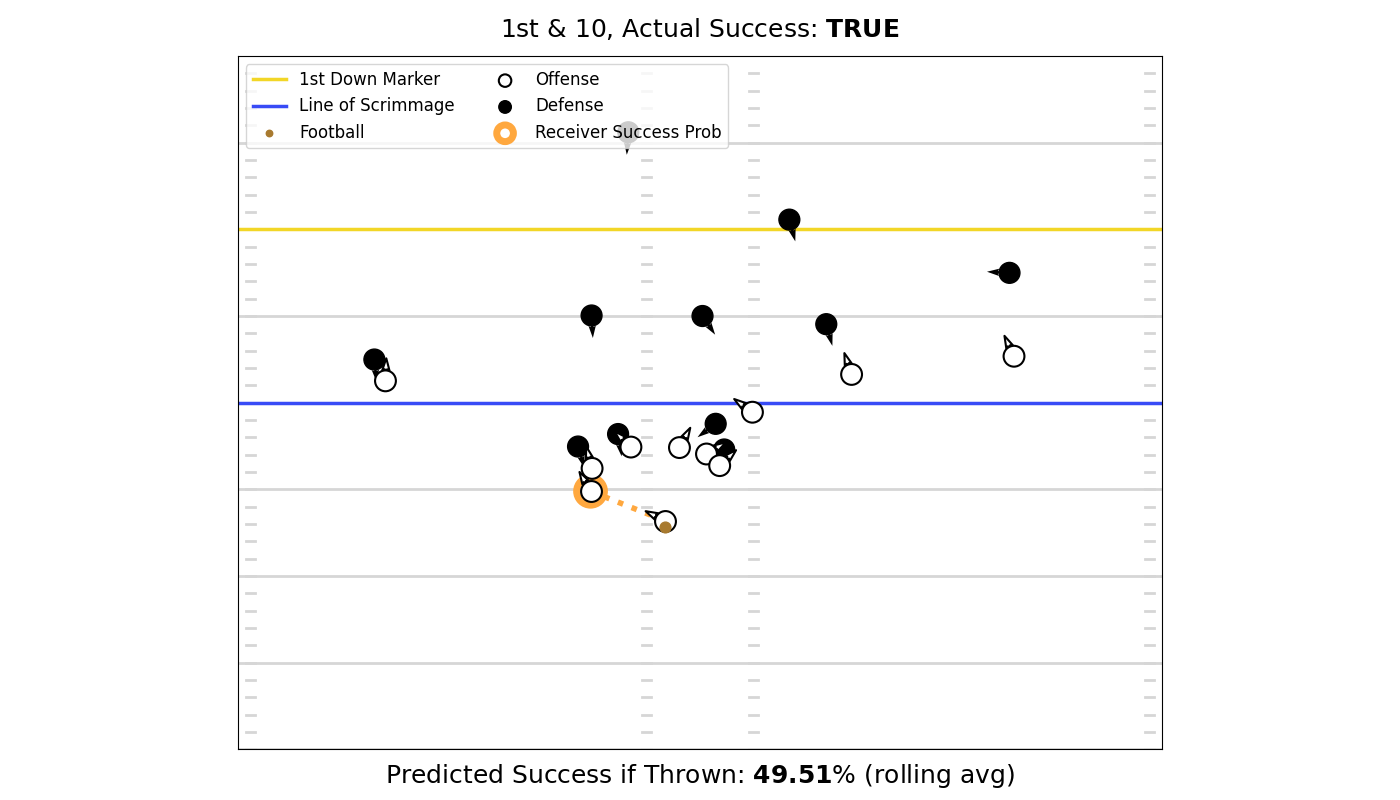 1st & 10, Actual Success: TRUE
1st Down Marker
Line of Scrimmage
Football
Offense
Defense
Receiver Success Prob
Predicted Success if Thrown: 49.51% (rolling avg)